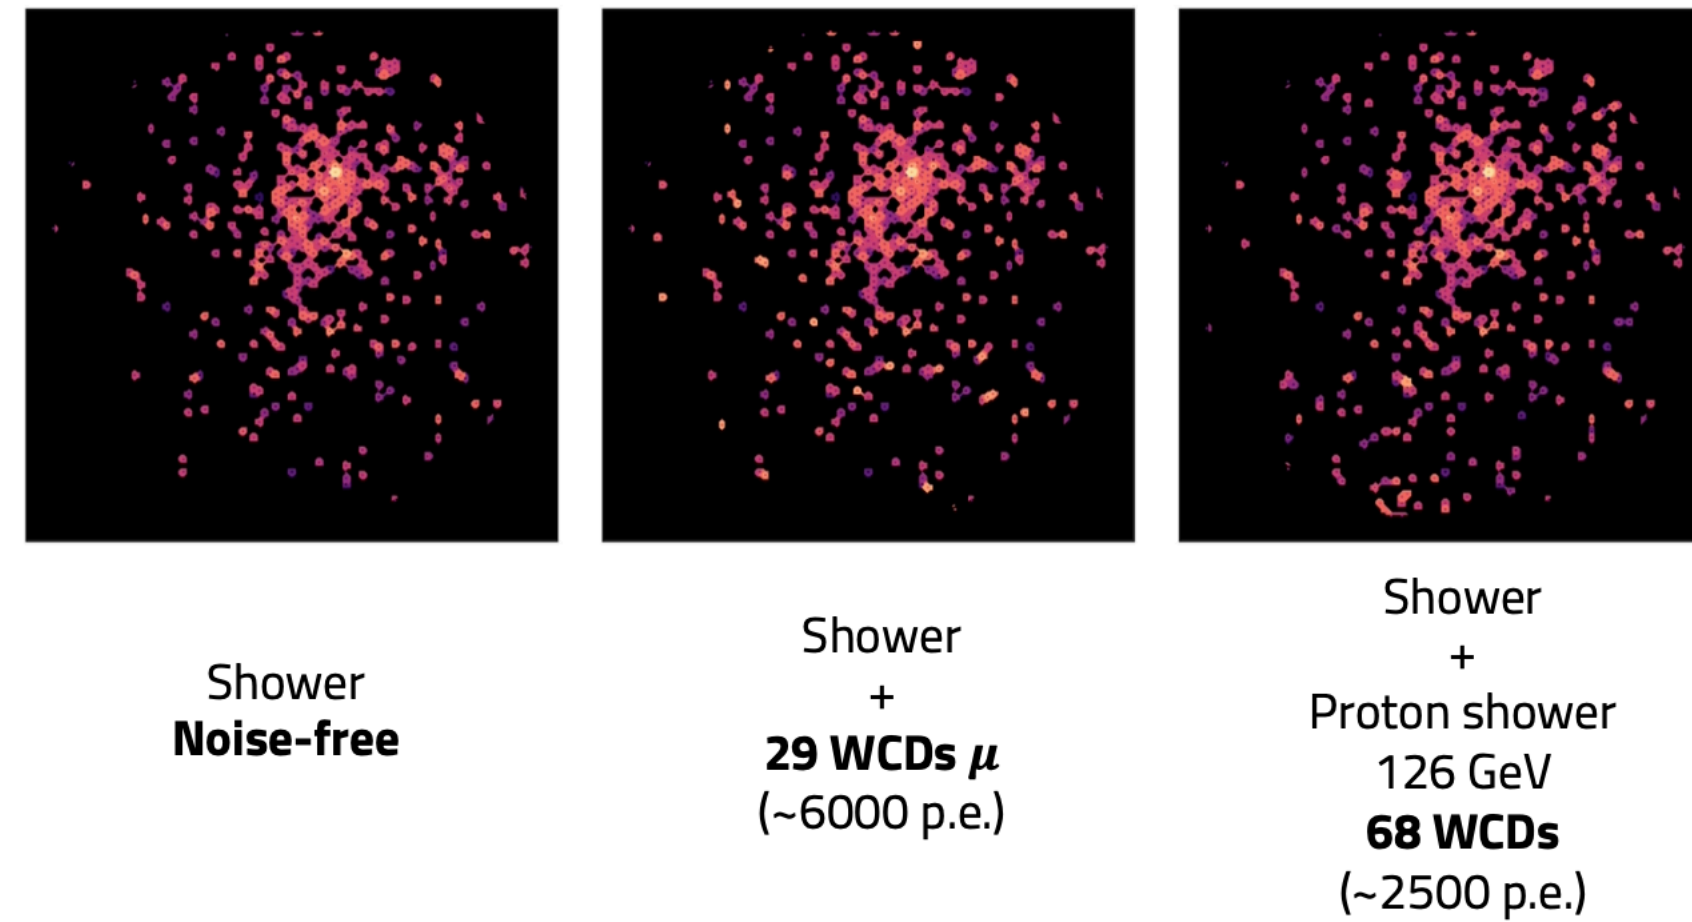 Shower
Noise-free
Shower
+
29 WCDs μ
(~6000 p.e.)
Shower
+
Proton shower
126 GeV
68 WCDs
(~2500 p.e.)